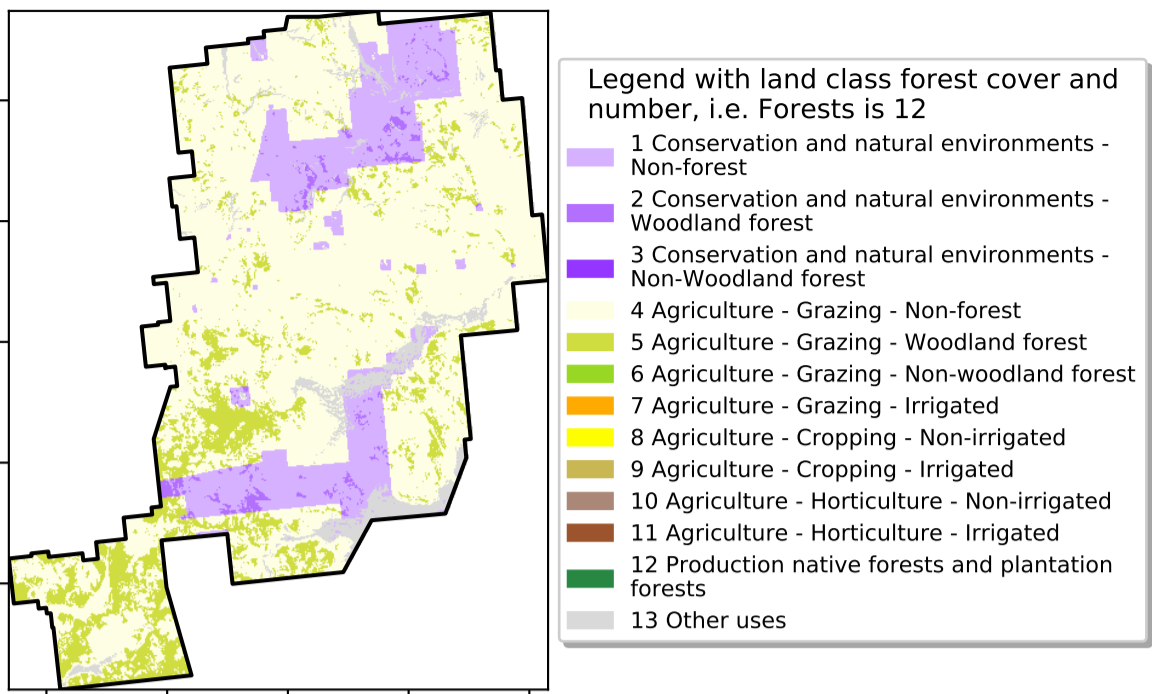 Legend with land class forest cover and
number, i.e. Forests is 12
1 Conservation and natural environments -
Non-forest
2 Conservation and natural environments -
Woodland forest
3 Conservation and natural environments -
Non-Woodland forest
4 Agriculture - Grazing - Non-forest
5 Agriculture - Grazing - Woodland forest
6 Agriculture - Grazing - Non-woodland forest
7 Agriculture - Grazing - Irrigated
8 Agriculture - Cropping - Non-irrigated
9 Agriculture - Cropping - Irrigated
10 Agriculture - Horticulture - Non-irrigated
11 Agriculture - Horticulture - Irrigated
12 Production native forests and plantation
forests
13 Other uses